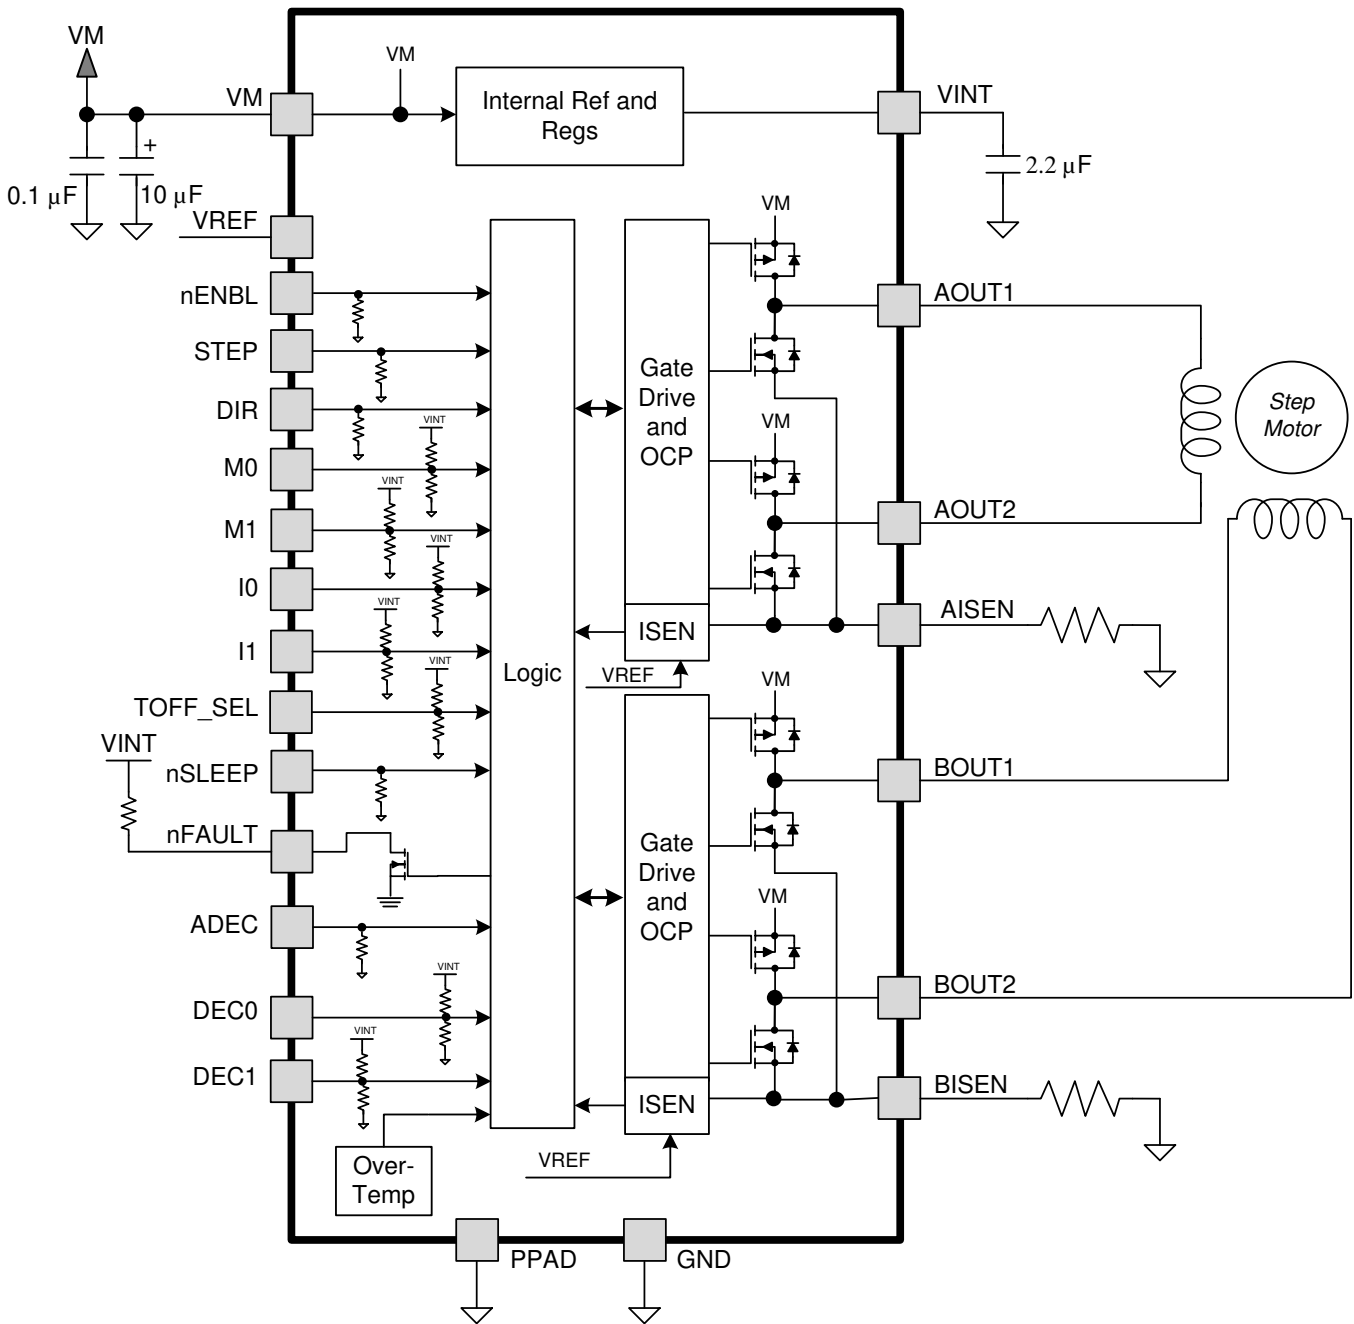 VM
VM
VM
Internal Ref and
Regs
VINT
+
0.1 µF
10 µF
2.2 µF
VREF
nENBL
STEP
DIR
M0
M1
I0
I1
TOFF_SEL
VINT
nSLEEP
nFAULT
ADEC
DEC0
DEC1
VINT
VINT
VINT
VINT
VINT
VINT
VINT
Over-
Temp
Logic
Gate
Drive
and
OCP
ISEN
VREF
VM
VM
AOUT1
AOUT2
AISEN
Step
Motor
Gate
Drive
and
OCP
ISEN
VREF
VM
VM
BOUT1
BOUT2
BISEN
PPAD
GND